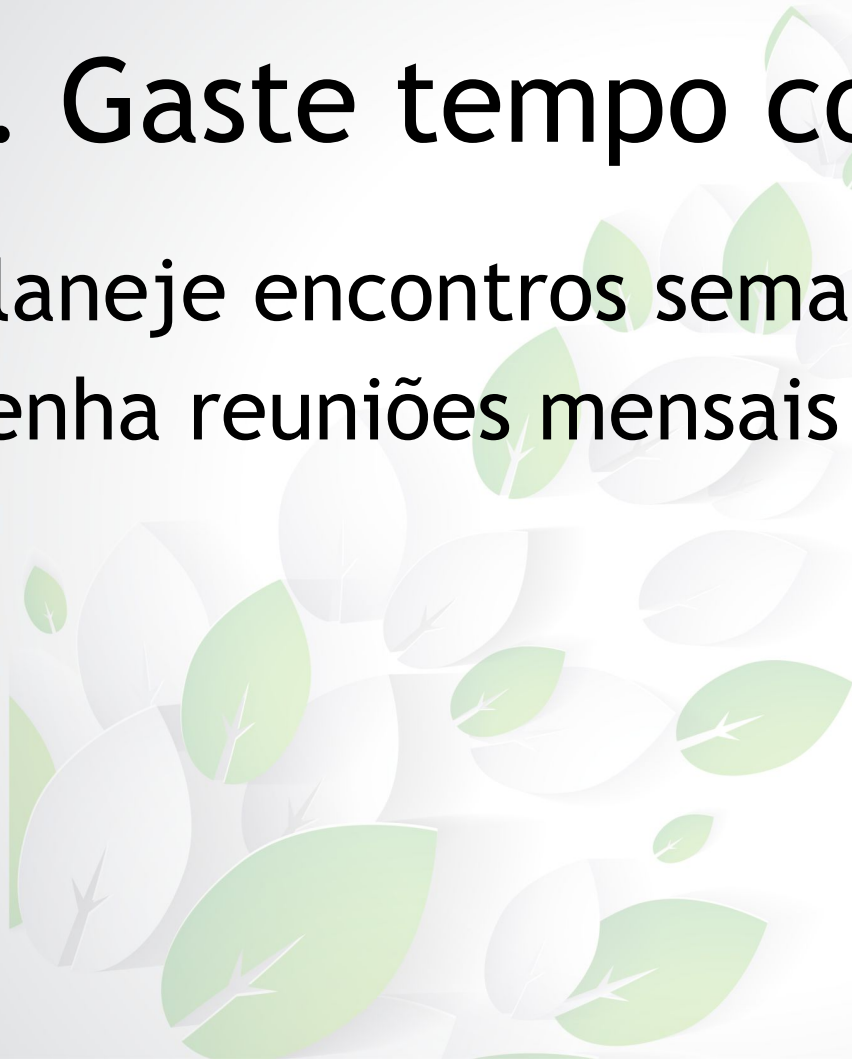 . Gaste tempo co
laneje encontros sema
enha reuniões mensais